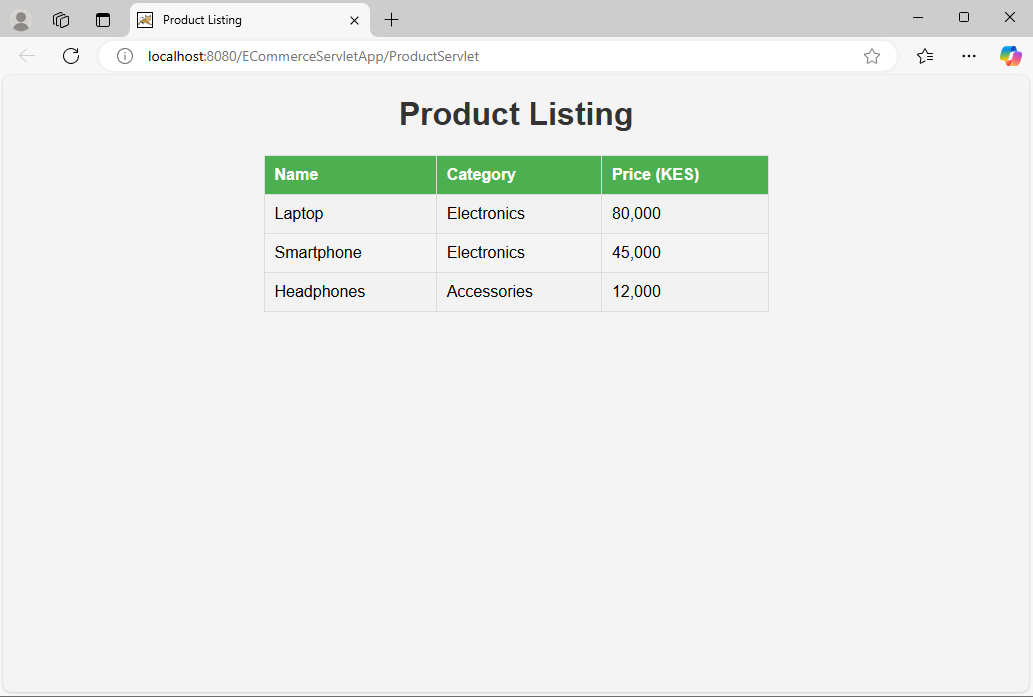 Product Listing
localhost:8080/ECommerceServletApp/ProductServlet
Product Listing
Name Category Price (KES)
Laptop Electronics 80,000
Smartphone Electronics 45,000
Headphones Accessories 12,000